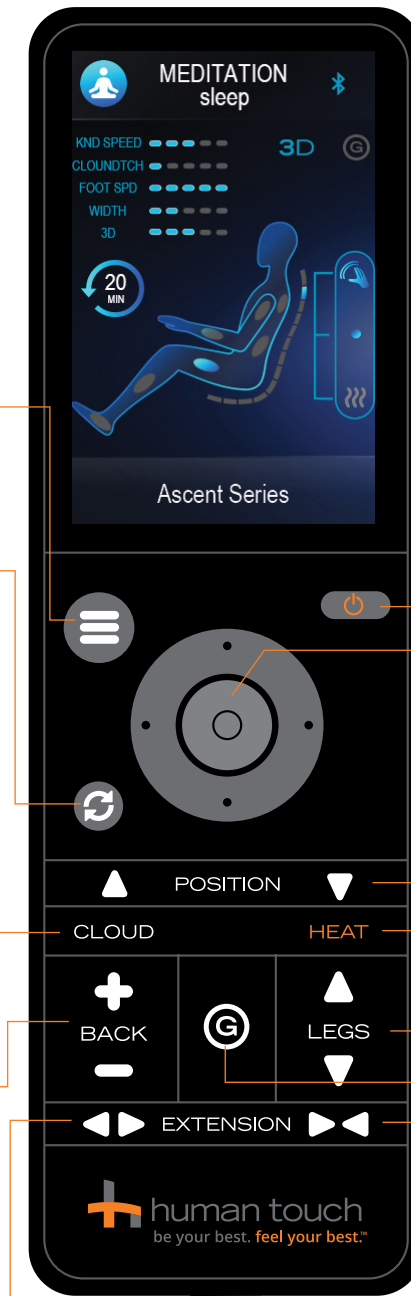 MEDITATION
sleep
KND SPEED
CLOUNDTCH
FOOT SPD
WIDTH
3D
3D
G
20
MIN
Ascent Series
POSITION
CLOUD
HEAT
BACK
G
LEGS
EXTENSION
human touch
be your best. feel your best.™